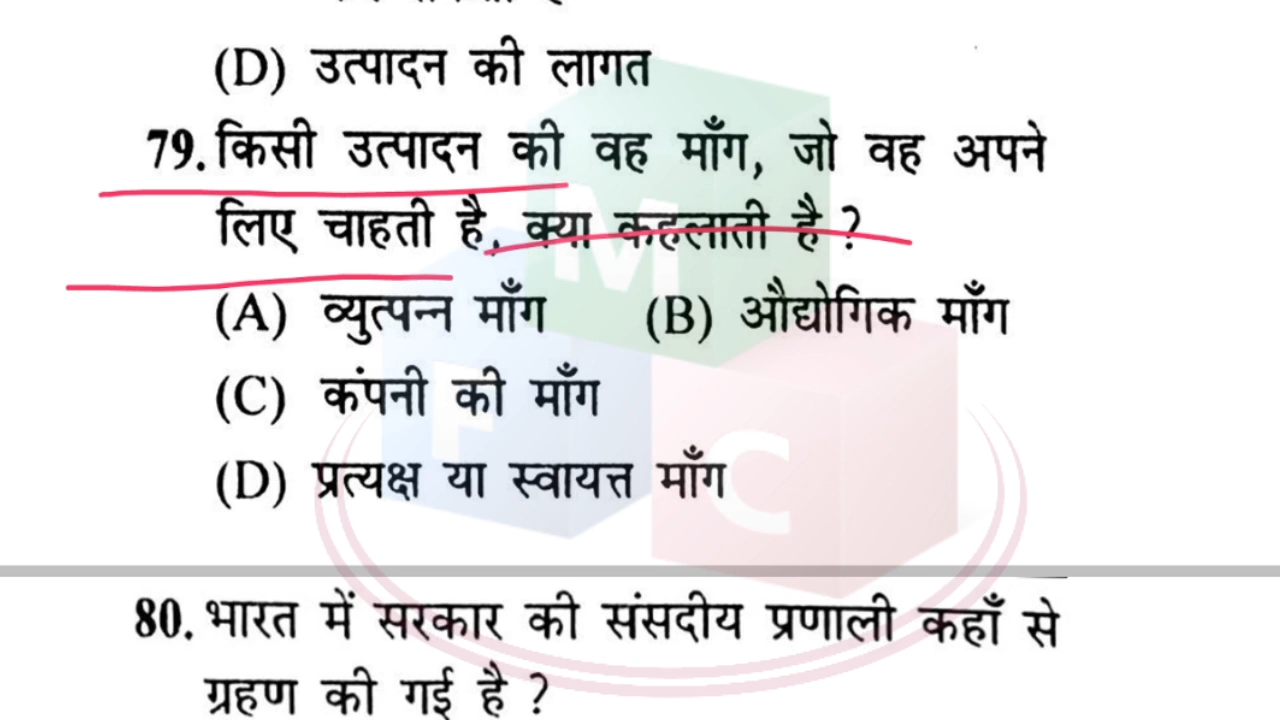 (D) उत्पादन की लागत
79. किसी उत्पादन की वह माँग, जो वह अपने
लिए चाहती है, क्या कहलाती है ?
(A) व्युत्पन्न माँग (B) औद्योगिक माँग
(C) कंपनी की माँग
(D) प्रत्यक्ष या स्वायत्त माँग
M
F
C
80. भारत में सरकार की संसदीय प्रणाली कहाँ से
ग्रहण की गई है ?